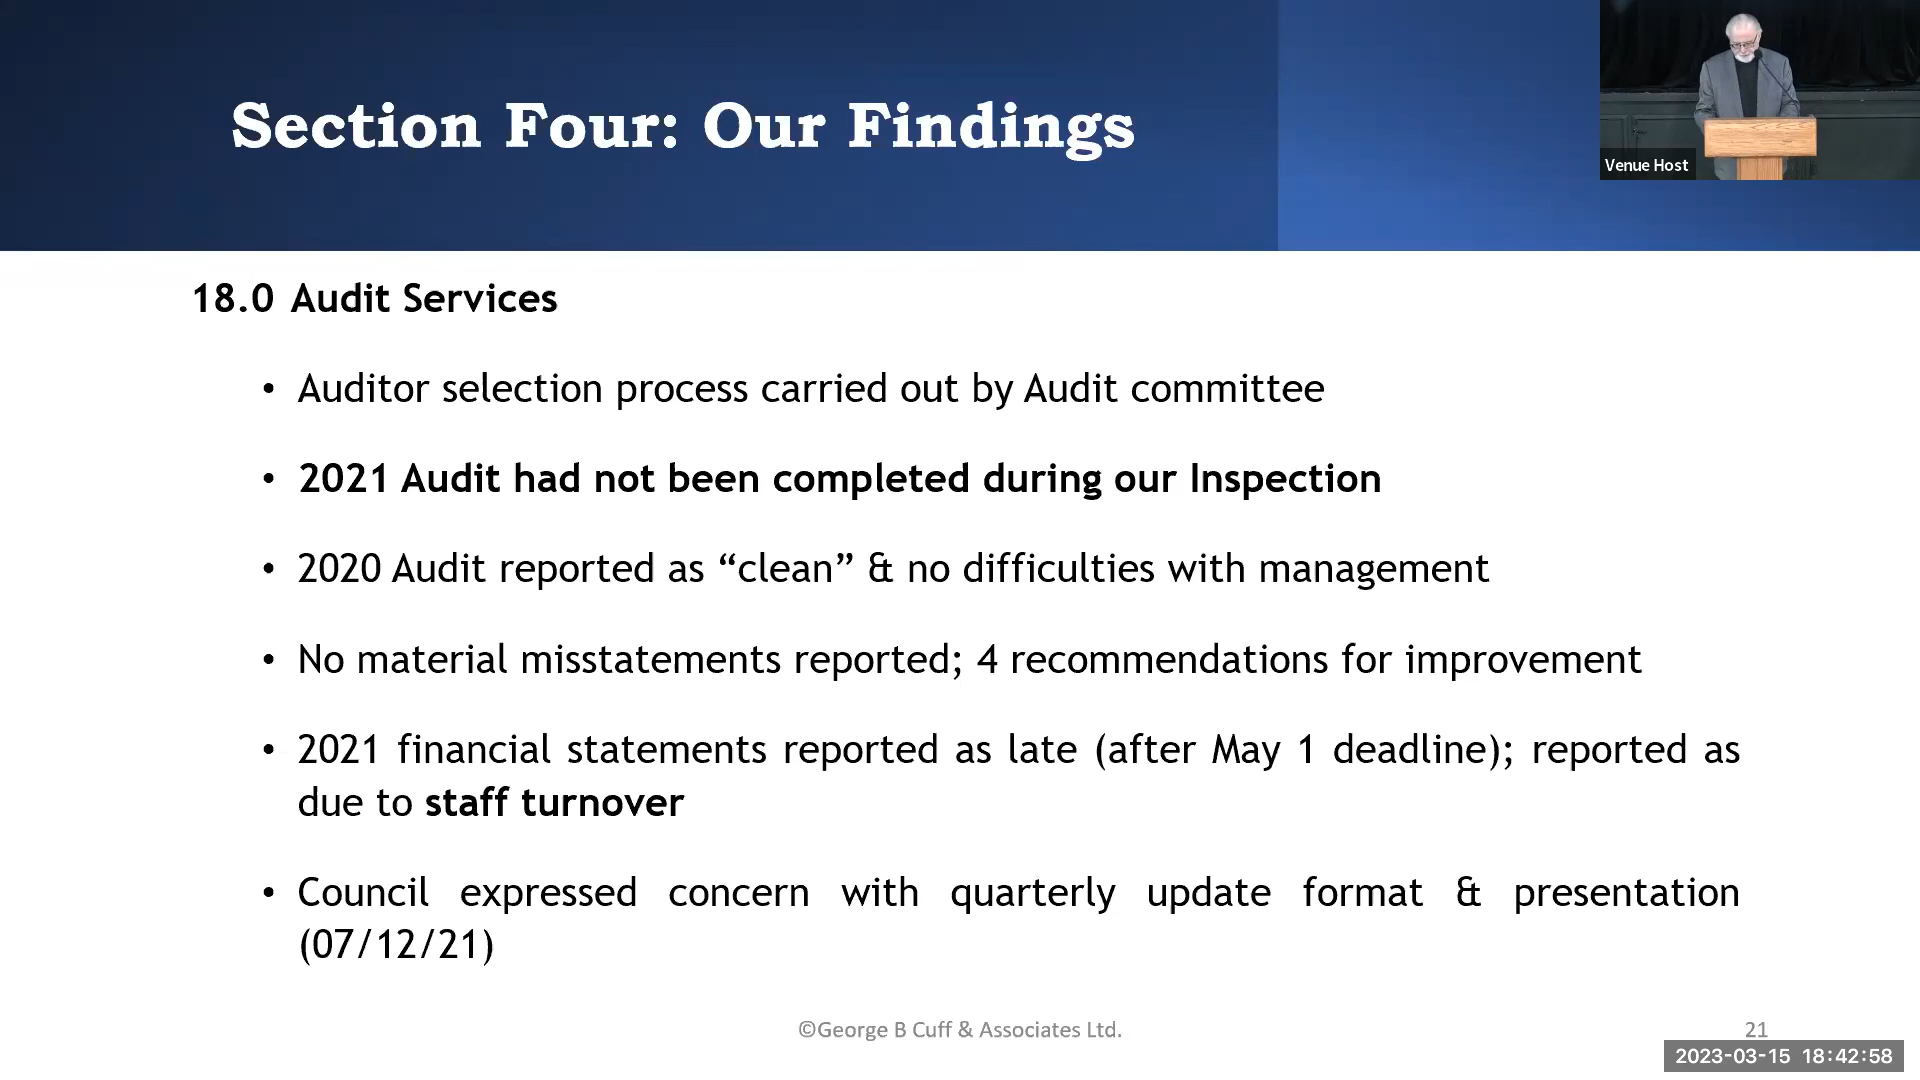 Section Four: Our Findings
Venue Host
18.0 Audit Services
• Auditor selection process carried out by Audit committee
• 2021 Audit had not been completed during our Inspection
• 2020 Audit reported as “clean” & no difficulties with management
• No material misstatements reported; 4 recommendations for improvement
• 2021 financial statements reported as late (after May 1 deadline); reported as
due to staff turnover
• Council expressed concern with quarterly update format & presentation
(07/12/21)
©George B Cuff & Associates Ltd.
21
2023-03-15 18:42:58